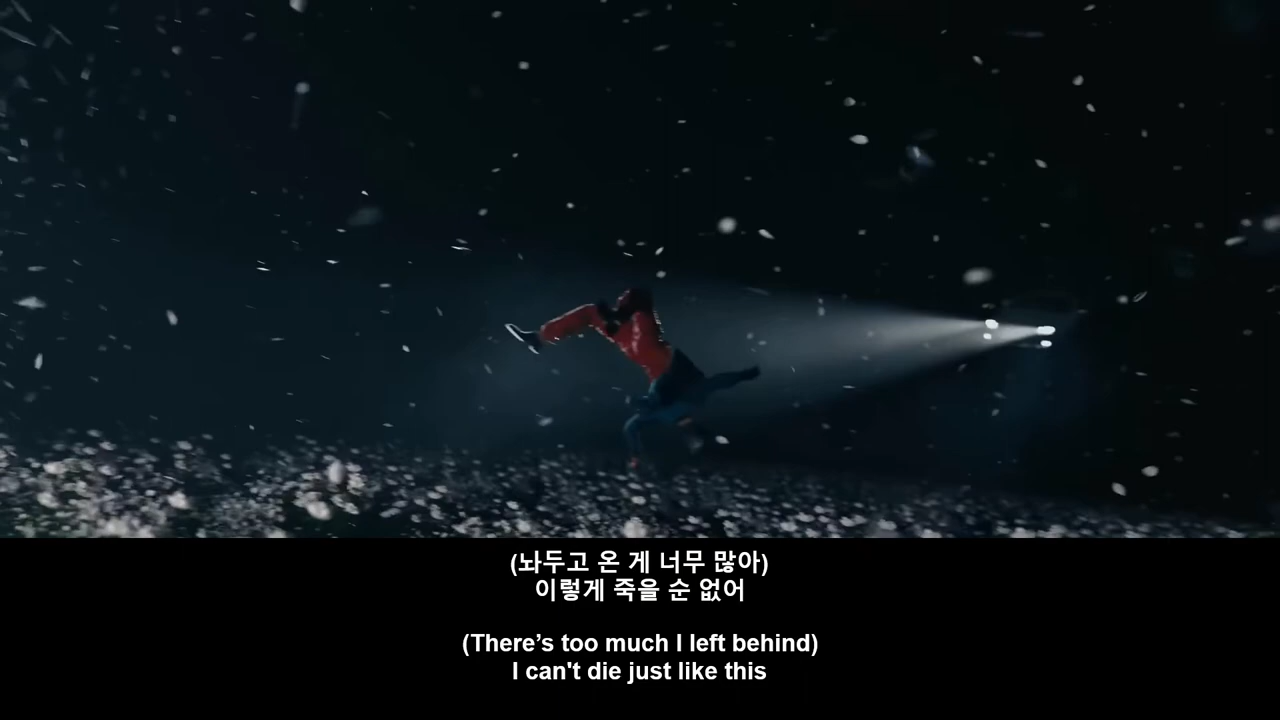 (놔두고 온 게 너무 많아)
이렇게 죽을 순 없어
(There’s too much I left behind)
I can't die just like this